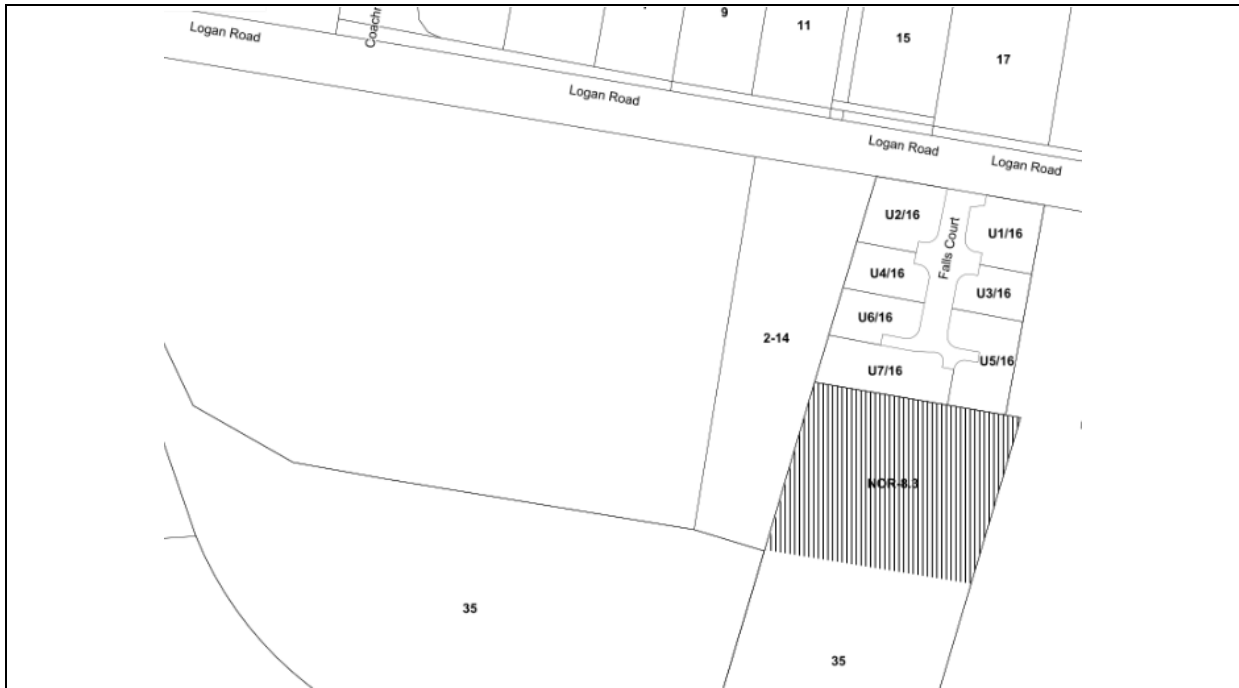 9
11
15
17
Logan Road
Logan Road
Logan Road
Logan Road
U2/16
U1/16
Falls Court
U4/16
U3/16
U6/16
2-14
U5/16
U7/16
NOR-8.3
35
35